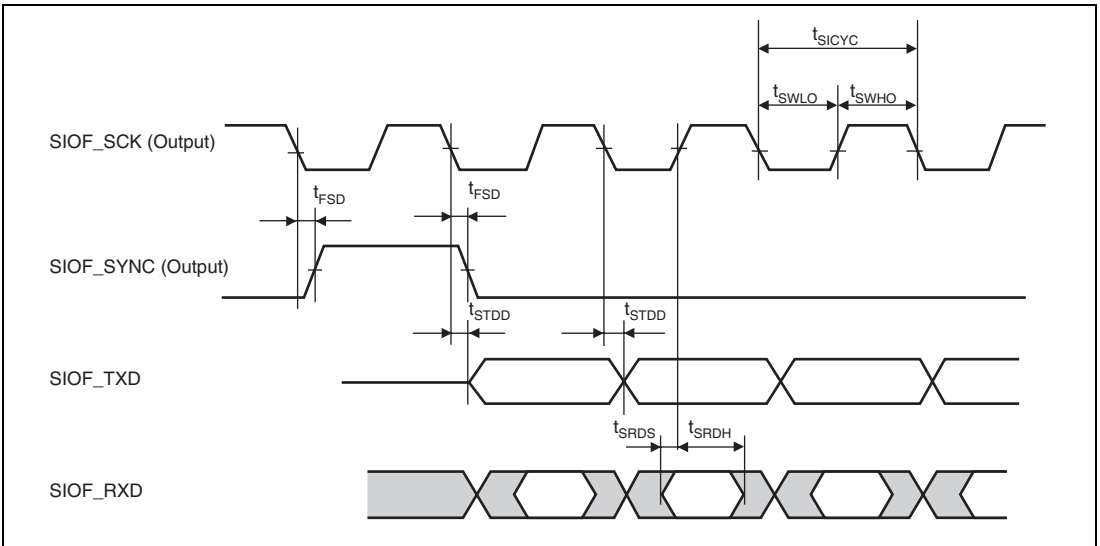 tSICYC
tSWLO tSWHO
SIOF_SCK (Output)
tFSD tFSD
SIOF_SYNC (Output)
tSTDD tSTDD
SIOF_TXD
tSRDS tSRDH
SIOF_RXD